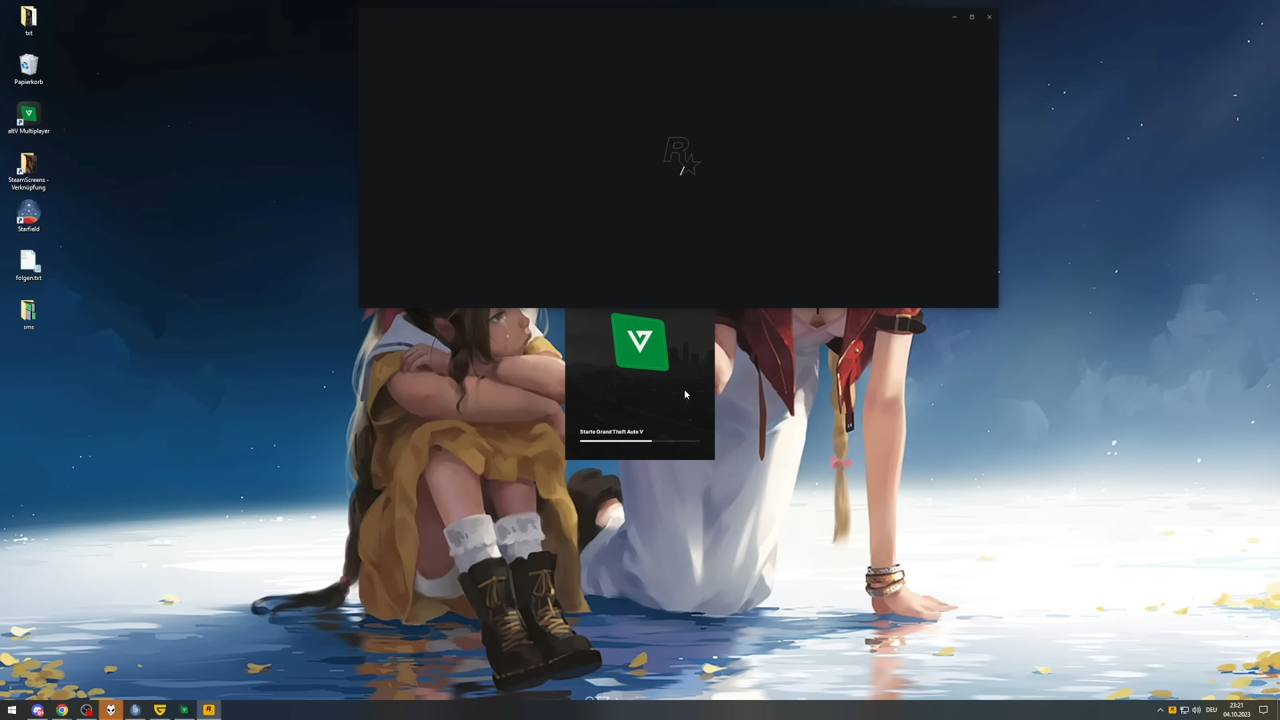 txt
Papierkorb
altV Multiplayer
SteamScreens -
Verknüpfung
Starfield
folgen.txt
sms
Starte Grand Theft Auto V
DEU
23:21
04.10.2023